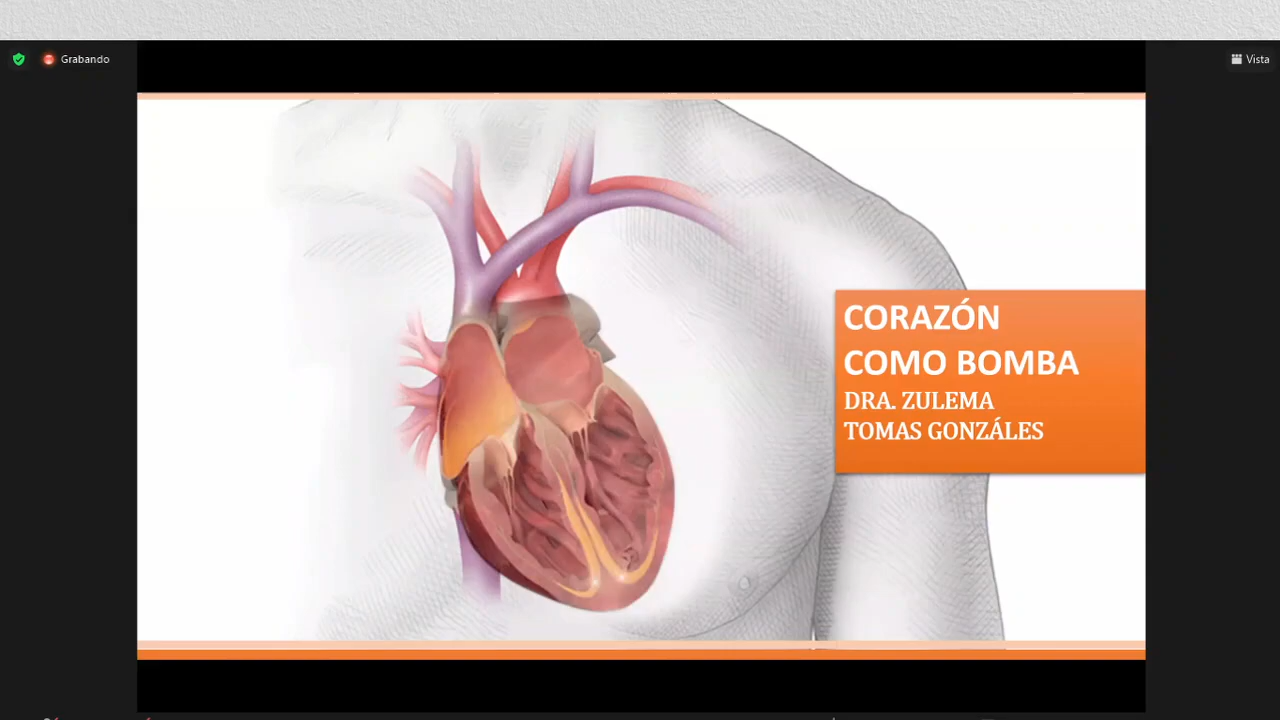 Grabando
Vista
CORAZÓN
COMO BOMBA
DRA. ZULEMA
TOMAS GONZÁLES